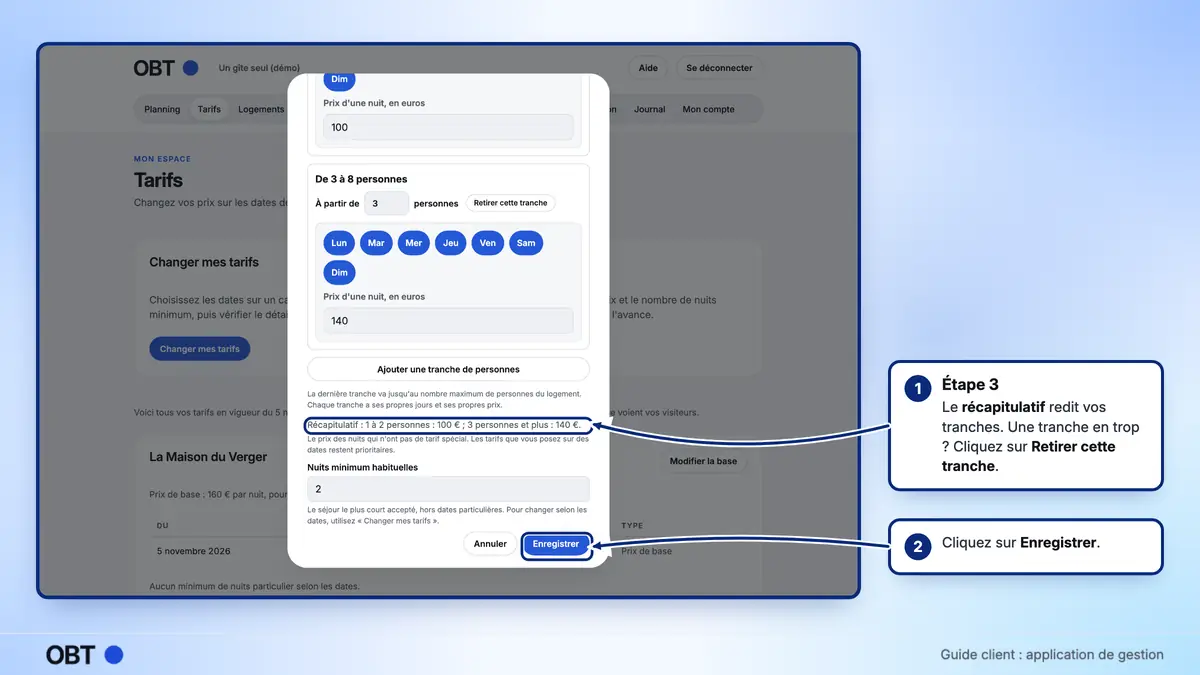 OBT
Un gîte seul (démo)
Aide
Se déconnecter
Planning
Tarifs
Logements
Journal
Mon compte
MON ESPACE
Tarifs
Changez vos prix sur les dates
Changer mes tarifs
Choisissez les dates sur un
et le nombre de nuits
minimum, puis vérifier le
l'avance.
Changer mes tarifs
Voici tous vos tarifs en vigueur du 5
voient vos visiteurs.
La Maison du Verger
Modifier la base
Prix de base : 160 € par nuit,
DU
TYPE
5 novembre 2026
Prix de base
Aucun minimum de nuits particulier selon les dates.
Dim
Prix d'une nuit, en euros
100
De 3 à 8 personnes
À partir de
3
personnes
Retirer cette tranche
Lun
Mar
Mer
Jeu
Ven
Sam
Dim
Prix d'une nuit, en euros
140
Ajouter une tranche de personnes
La dernière tranche va jusqu'au nombre maximum de personnes du logement.
Chaque tranche a ses propres jours et ses propres prix.
Récapitulatif : 1 à 2 personnes : 100 € ; 3 personnes et plus : 140 €.
Le prix des nuits qui n'ont pas de tarif spécial. Les tarifs que vous posez sur des
dates restent prioritaires.
Nuits minimum habituelles
2
Le séjour le plus court accepté, hors dates particulières. Pour changer selon les
dates, utilisez « Changer mes tarifs ».
Annuler
Enregistrer
1
Étape 3
Le récapitulatif redit vos
tranches. Une tranche en trop
? Cliquez sur Retirer cette
tranche.
2
Cliquez sur Enregistrer.
OBT
Guide client : application de gestion